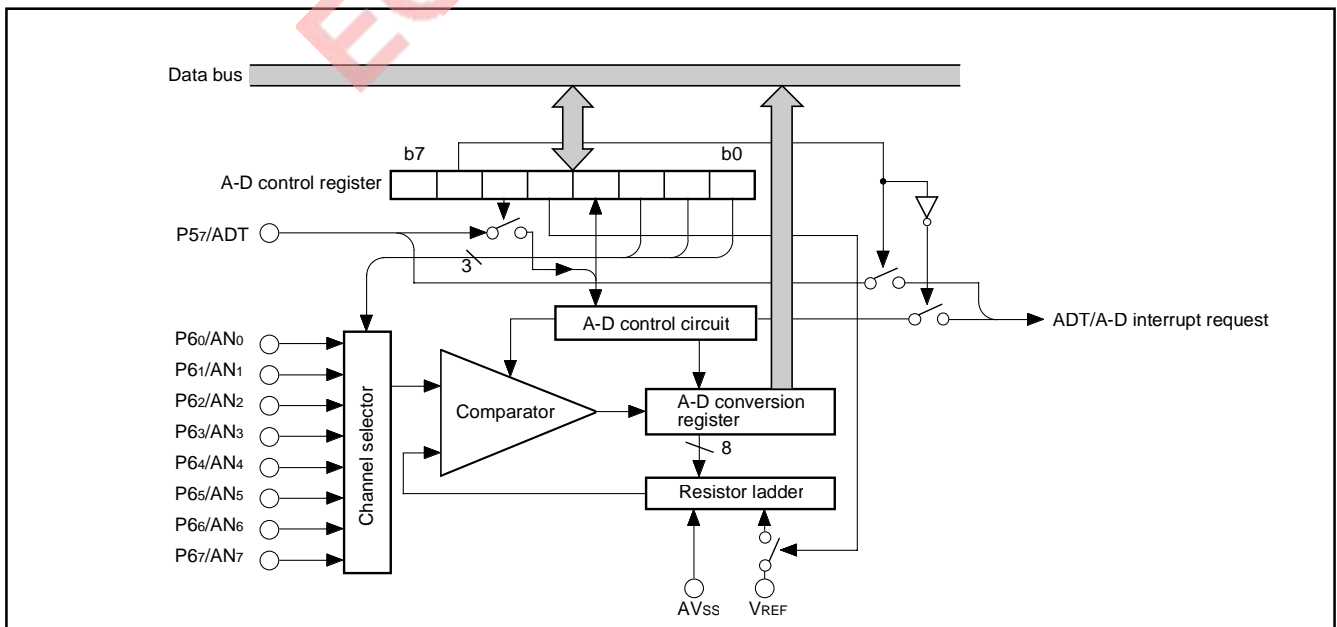 Data bus
b7 b0
A-D control register
P57/ADT
3
A-D control circuit
ADT/A-D interrupt request
P60/AN0
P61/AN1
P62/AN2
P63/AN3
P64/AN4
P65/AN5
P66/AN6
P67/AN7
Channel selector
Comparator
A-D conversion
register
8
Resistor ladder
AVSS VREF